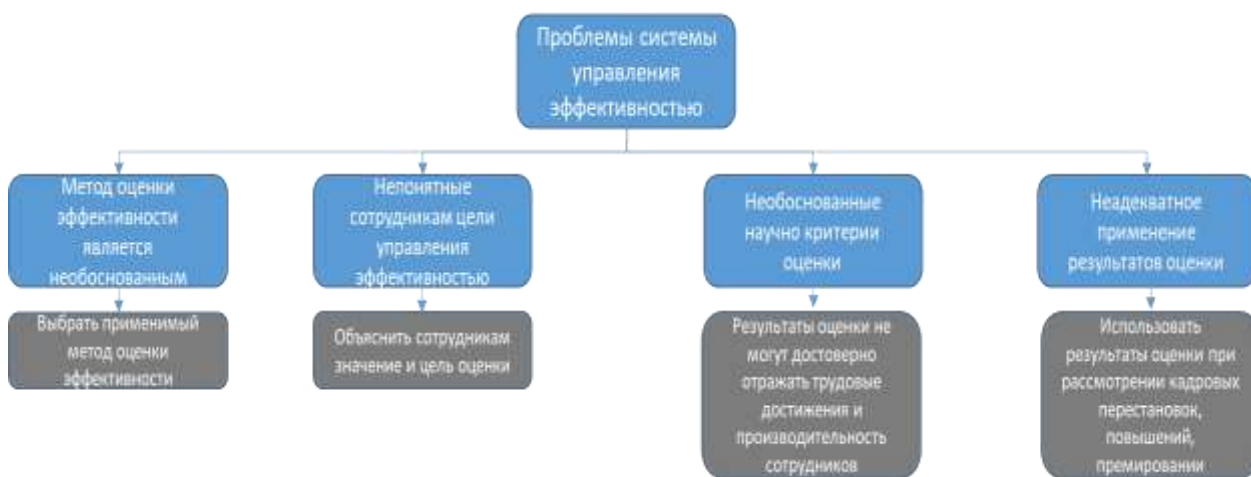 Проблемы системы
управления
эффективностью
Метод оценки
эффективности
является
необоснованным
Непонятные
сотрудникам цели
управления
эффективностью
Необоснованные
научно критерии
оценки
Неадекватное
применение
результатов оценки
Выбрать применимый
метод оценки
эффективности
Объяснить сотрудникам
значение и цель оценки
Результаты оценки не
могут достоверно
отражать трудовые
достижения и
производительность
сотрудников
Использовать
результаты оценки при
рассмотрении кадровых
перестановок,
повышений,
премировании